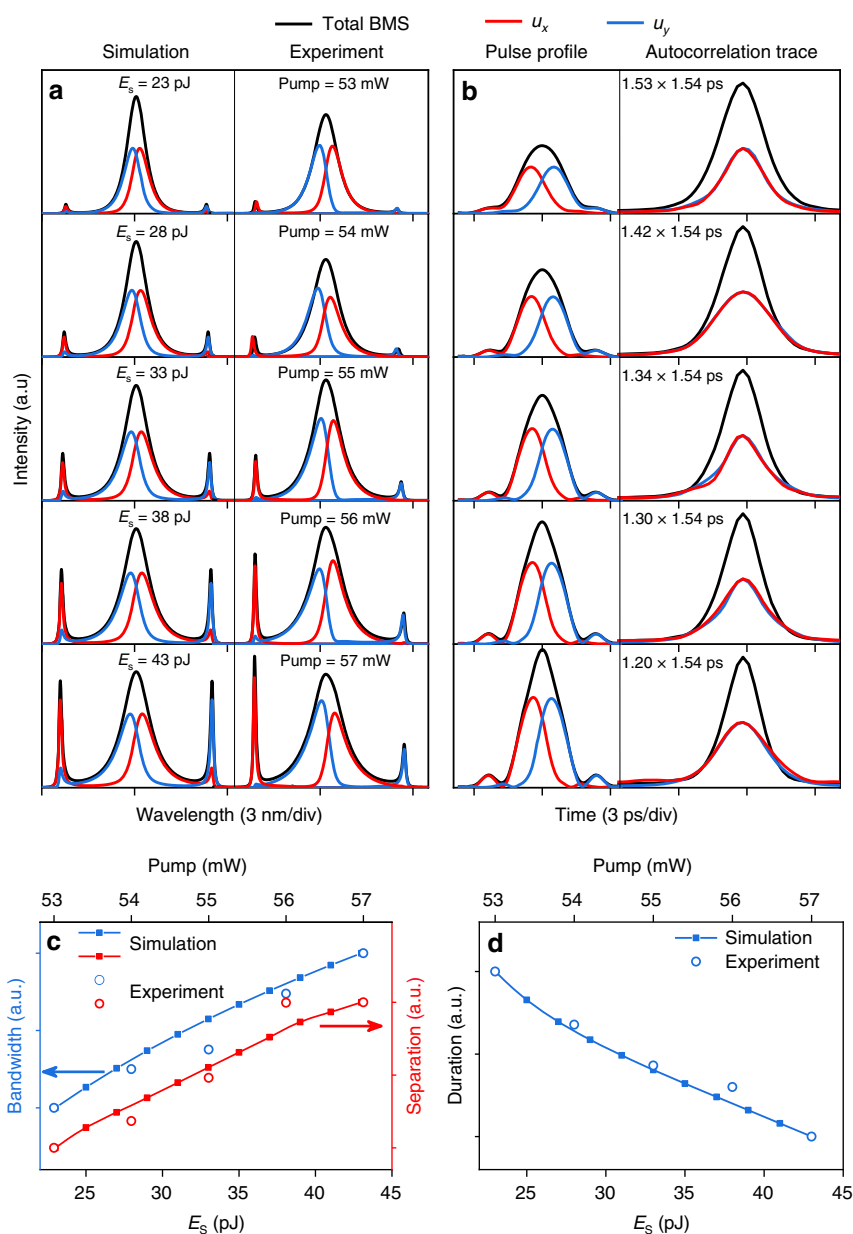 Total BMS u_x u_y
Simulation Experiment Pulse profile Autocorrelation trace
a E_s = 23 pJ Pump = 53 mW b 1.53 × 1.54 ps
E_s = 28 pJ Pump = 54 mW 1.42 × 1.54 ps
E_s = 33 pJ Pump = 55 mW 1.34 × 1.54 ps
E_s = 38 pJ Pump = 56 mW 1.30 × 1.54 ps
E_s = 43 pJ Pump = 57 mW 1.20 × 1.54 ps
Intensity (a.u)
Wavelength (3 nm/div) Time (3 ps/div)
Pump (mW)
53 54 55 56 57
c
Simulation
Experiment
Bandwidth (a.u.)
Separation (a.u.)
25 30 35 40 45
E_S (pJ)
Pump (mW)
53 54 55 56 57
d
Simulation
Experiment
Duration (a.u.)
25 30 35 40 45
E_S (pJ)